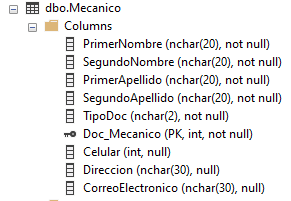 dbo.Mecanico
Columns
PrimerNombre (nchar(20), not null)
SegundoNombre (nchar(20), not null)
PrimerApellido (nchar(20), not null)
SegundoApellido (nchar(20), not null)
TipoDoc (nchar(2), not null)
Doc_Mecanico (PK, int, not null)
Celular (int, null)
Direccion (nchar(30), null)
CorreoElectronico (nchar(30), null)